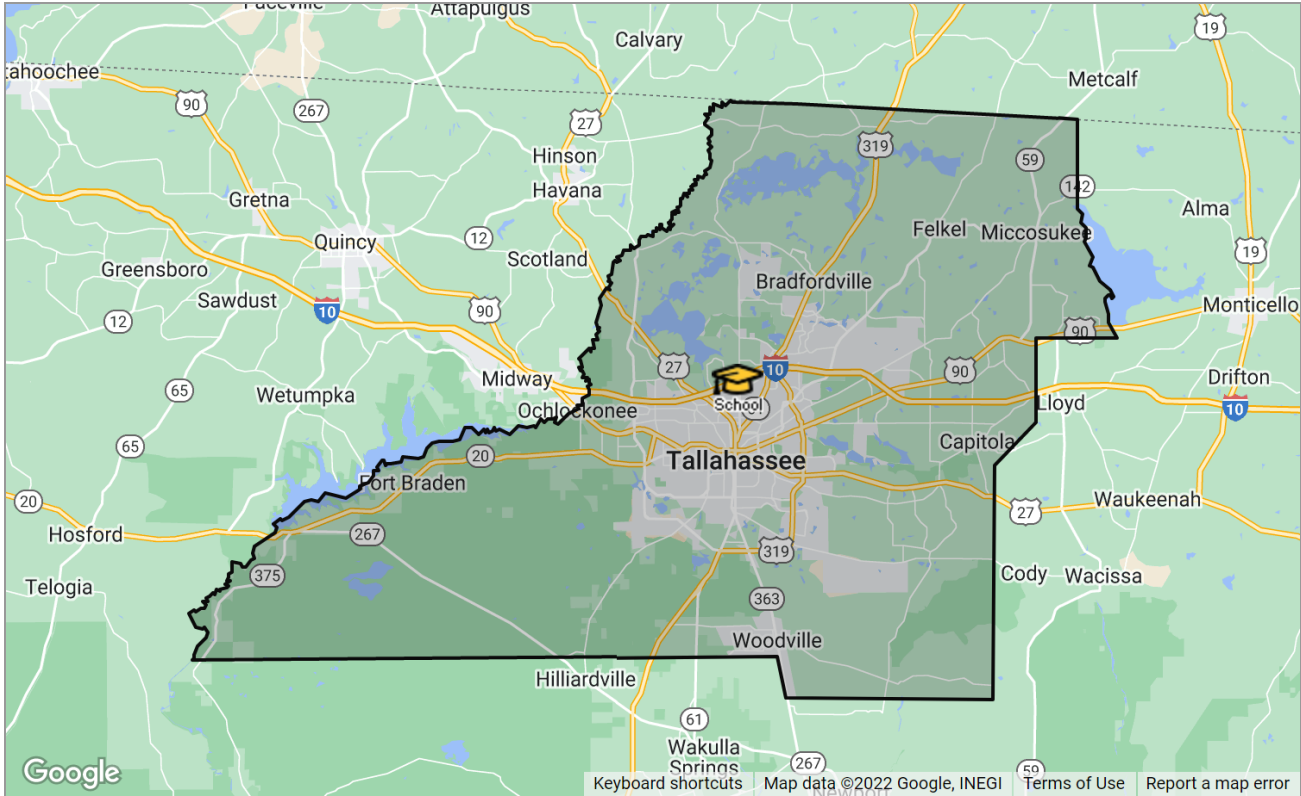 Faceville
Attapulgus
Calvary
19
tahoochee
Metcalf
90
267
27
319
59
Hinson
Havana
142
Gretna
Alma
Felkel
Miccosukee
Quincy
12
19
Scotland
Greensboro
Bradfordville
Sawdust
10
90
Monticello
12
90
27
10
90
Midway
Drifton
65
Wetumpka
School
Lloyd
10
Ochlockonee
65
Capitola
20
Tallahassee
Fort Braden
20
Waukeenah
27
Hosford
267
319
375
Cody
Wacissa
Telogia
363
Woodville
Hilliardville
61
Wakulla
Springs
267
59
Google
Keyboard shortcuts
Map data ©2022 Google, INEGI
Terms of Use
Report a map error
Newport